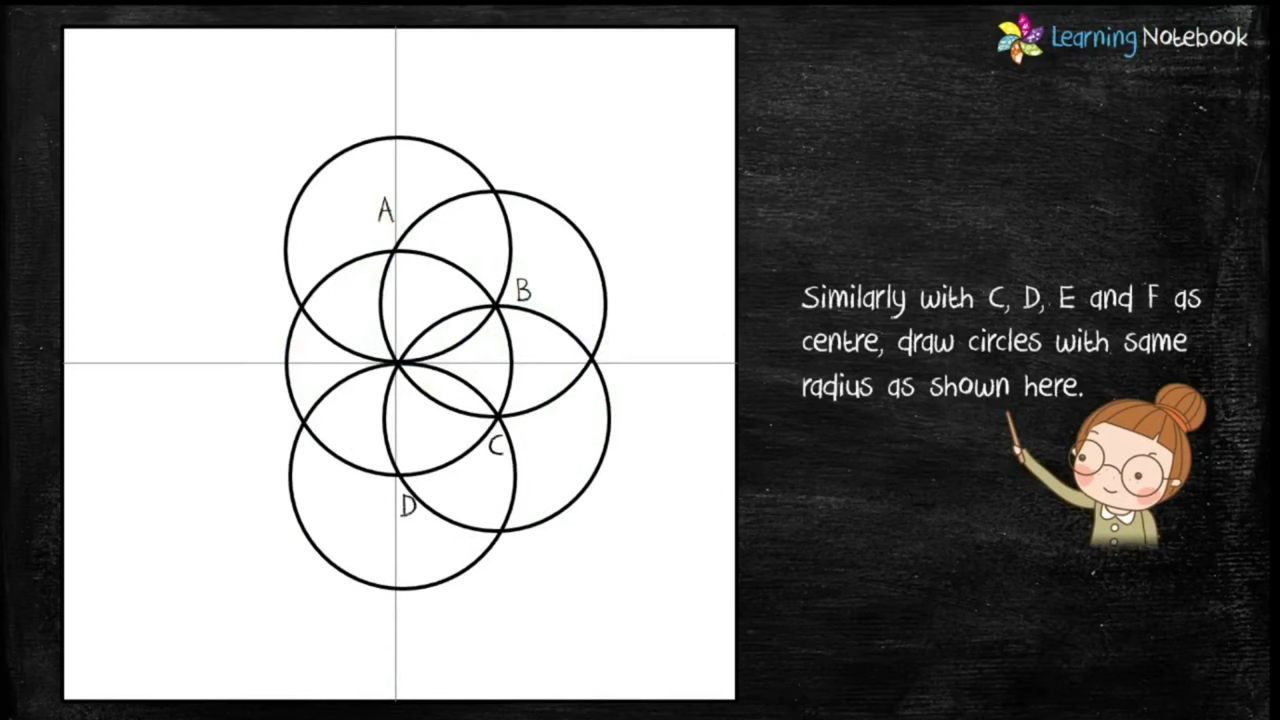 Learning Notebook
A
B
C
D
Similarly with C, D, E and F as
centre, draw circles with same
radius as shown here.